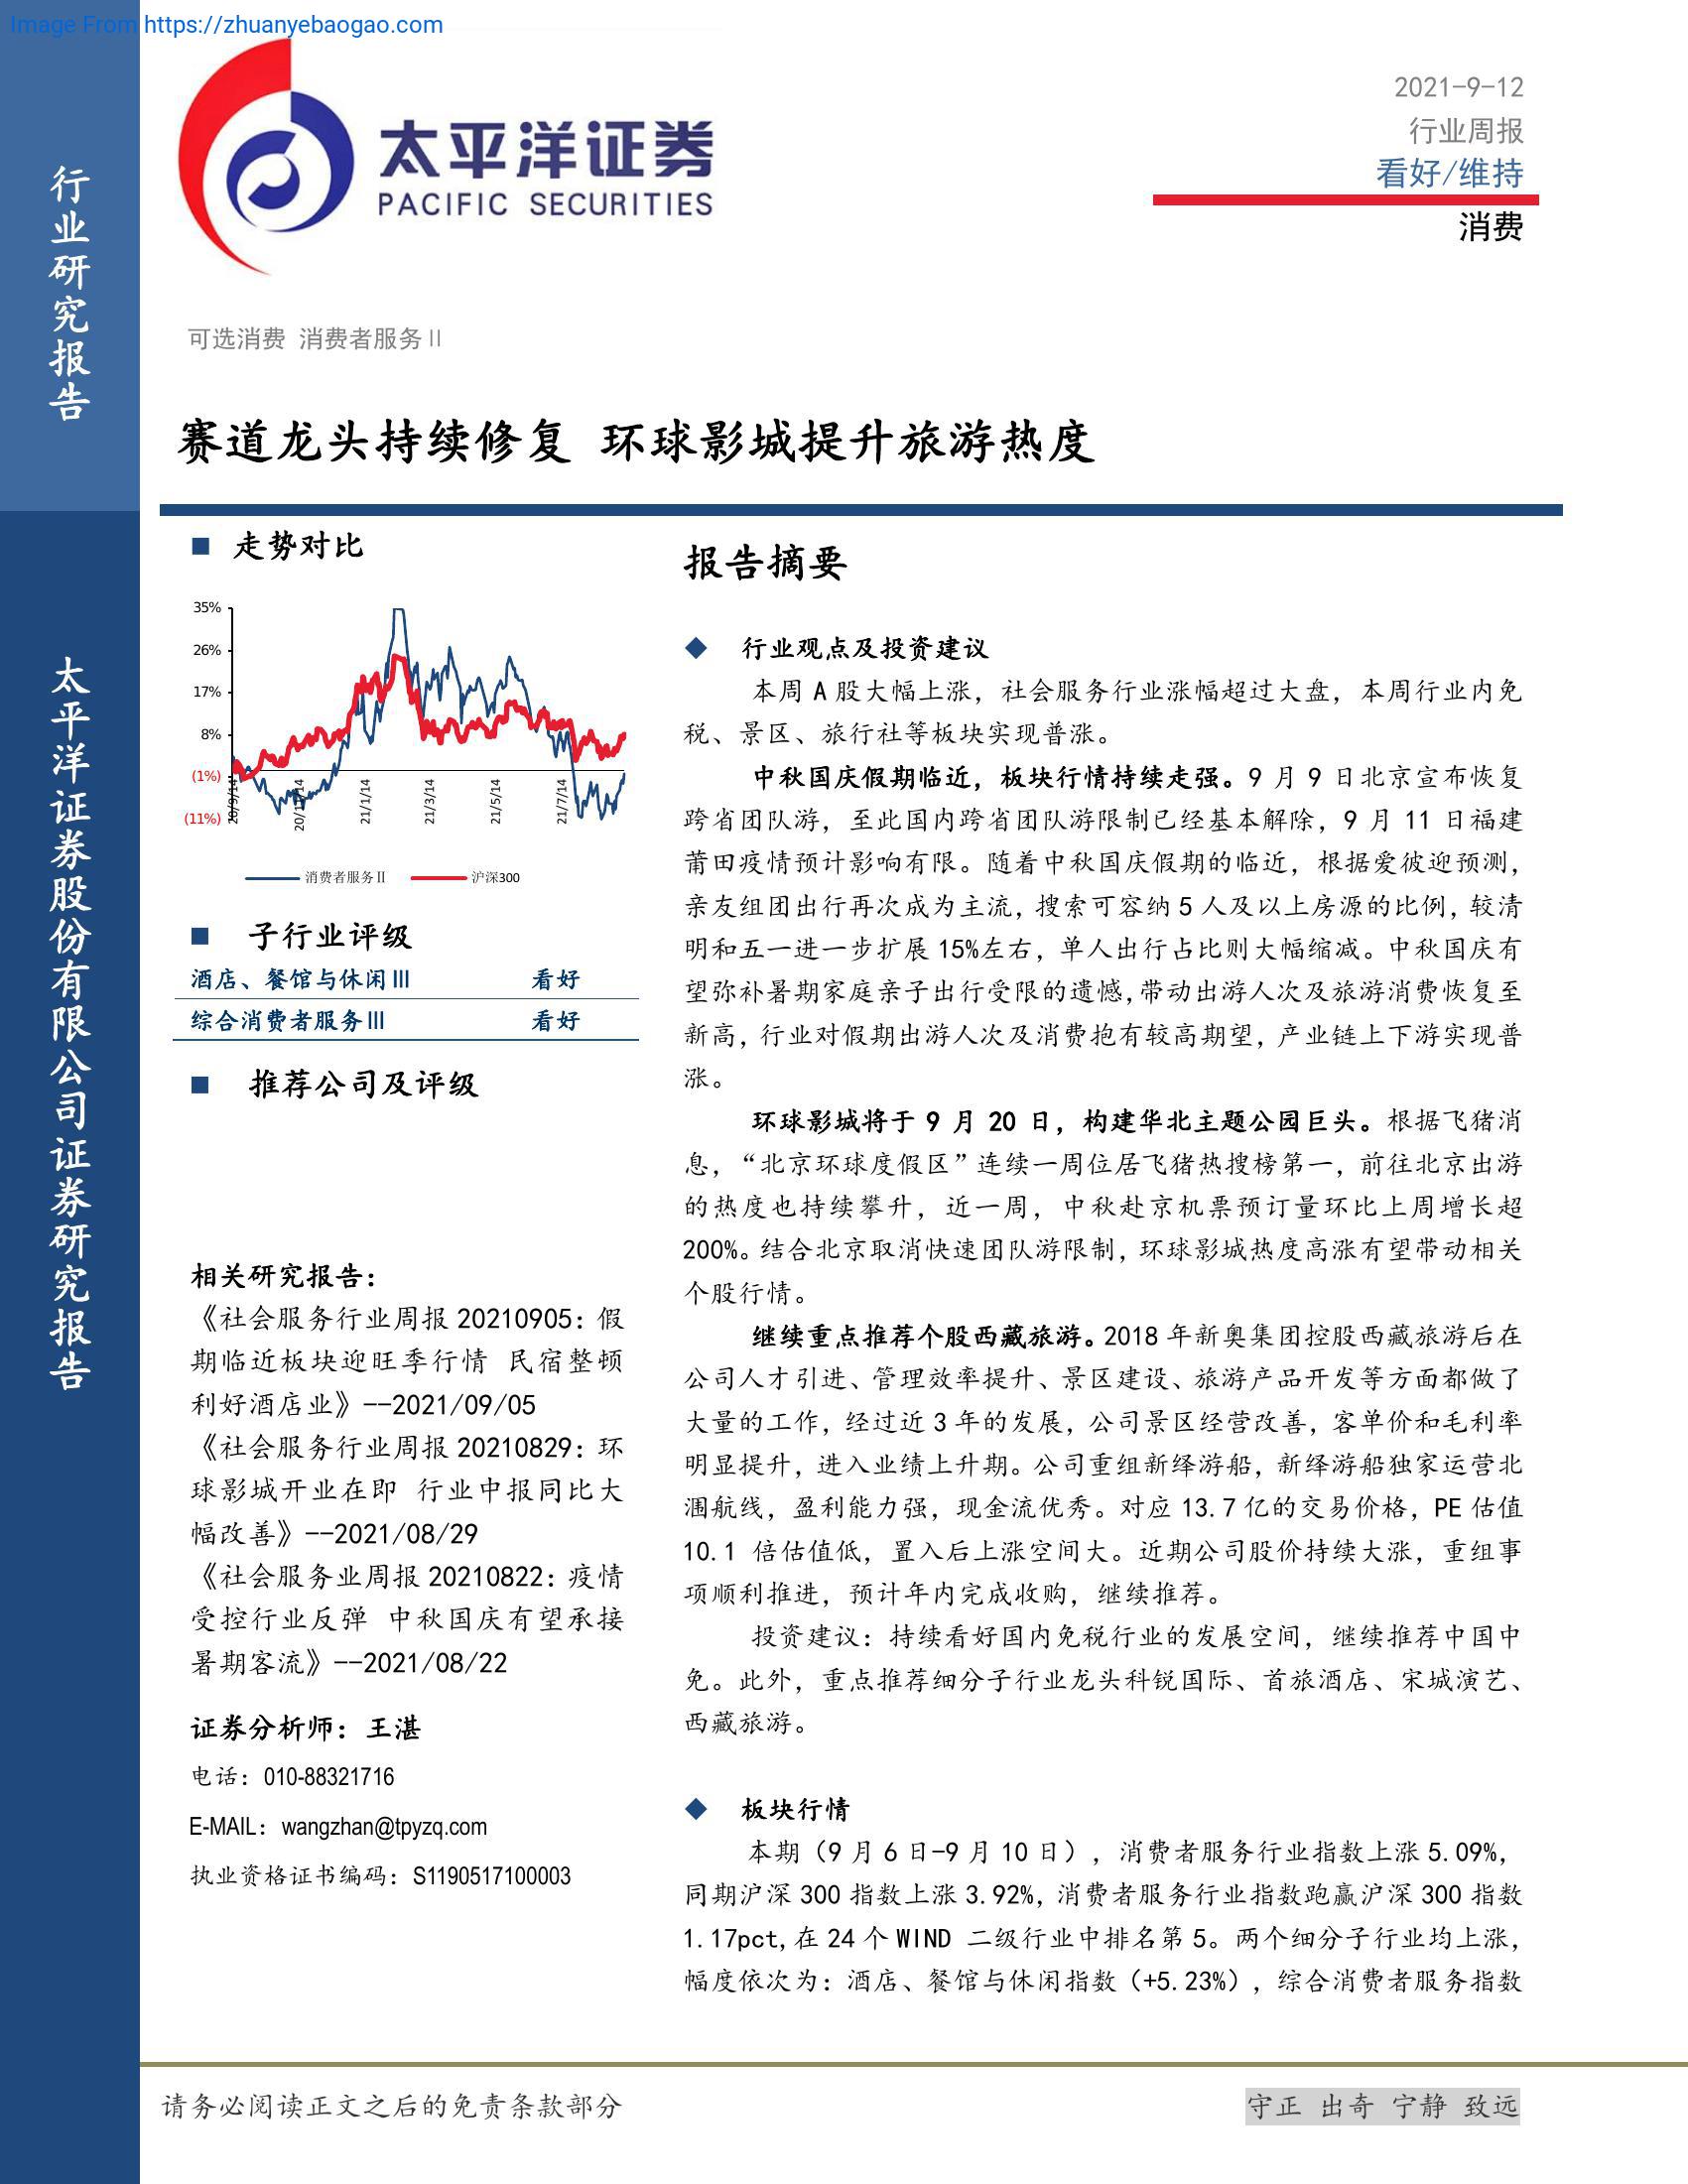 Image From https://zhuanyebaogao.com
行业研究报告
太平洋证券股份有限公司证券研究报告
太平洋证券
PACIFIC SECURITIES
2021-9-12
行业周报
看好/维持
消费
可选消费 消费者服务Ⅱ
赛道龙头持续修复 环球影城提升旅游热度
走势对比
35%
26%
17%
8%
(1%)
(11%)
20/9/14
20/11/14
21/1/14
21/3/14
21/5/14
21/7/14
消费者服务Ⅱ
沪深300
子行业评级
酒店、餐馆与休闲Ⅲ 看好
综合消费者服务Ⅲ 看好
推荐公司及评级
相关研究报告：
《社会服务行业周报 20210905：假
期临近板块迎旺季行情 民宿整顿
利好酒店业》--2021/09/05
《社会服务行业周报 20210829：环
球影城开业在即 行业中报同比大
幅改善》--2021/08/29
《社会服务业周报 20210822：疫情
受控行业反弹 中秋国庆有望承接
暑期客流》--2021/08/22
证券分析师：王湛
电话：010-88321716
E-MAIL：wangzhan@tpyzq.com
执业资格证书编码：S1190517100003
报告摘要
行业观点及投资建议
本周 A 股大幅上涨，社会服务行业涨幅超过大盘，本周行业内免
税、景区、旅行社等板块实现普涨。
中秋国庆假期临近，板块行情持续走强。9 月 9 日北京宣布恢复
跨省团队游，至此国内跨省团队游限制已经基本解除，9 月 11 日福建
莆田疫情预计影响有限。随着中秋国庆假期的临近，根据爱彼迎预测，
亲友组团出行再次成为主流，搜索可容纳 5 人及以上房源的比例，较清
明和五一进一步扩展 15%左右，单人出行占比则大幅缩减。中秋国庆有
望弥补暑期家庭亲子出行受限的遗憾，带动出游人次及旅游消费恢复至
新高，行业对假期出游人次及消费抱有较高期望，产业链上下游实现普
涨。
环球影城将于 9 月 20 日，构建华北主题公园巨头。根据飞猪消
息，“北京环球度假区”连续一周位居飞猪热搜榜第一，前往北京出游
的热度也持续攀升，近一周，中秋赴京机票预订量环比上周增长超
200%。结合北京取消快速团队游限制，环球影城热度高涨有望带动相关
个股行情。
继续重点推荐个股西藏旅游。2018 年新奥集团控股西藏旅游后在
公司人才引进、管理效率提升、景区建设、旅游产品开发等方面都做了
大量的工作，经过近 3 年的发展，公司景区经营改善，客单价和毛利率
明显提升，进入业绩上升期。公司重组新绎游船，新绎游船独家运营北
涠航线，盈利能力强，现金流优秀。对应 13.7 亿的交易价格，PE 估值
10.1 倍估值低，置入后上涨空间大。近期公司股价持续大涨，重组事
项顺利推进，预计年内完成收购，继续推荐。
投资建议：持续看好国内免税行业的发展空间，继续推荐中国中
免。此外，重点推荐细分子行业龙头科锐国际、首旅酒店、宋城演艺、
西藏旅游。
板块行情
本期（9 月 6 日-9 月 10 日），消费者服务行业指数上涨 5.09%，
同期沪深 300 指数上涨 3.92%，消费者服务行业指数跑赢沪深 300 指数
1.17pct,在 24 个 WIND 二级行业中排名第 5。两个细分子行业均上涨，
幅度依次为：酒店、餐馆与休闲指数（+5.23%），综合消费者服务指数
请务必阅读正文之后的免责条款部分
守正 出奇 宁静 致远